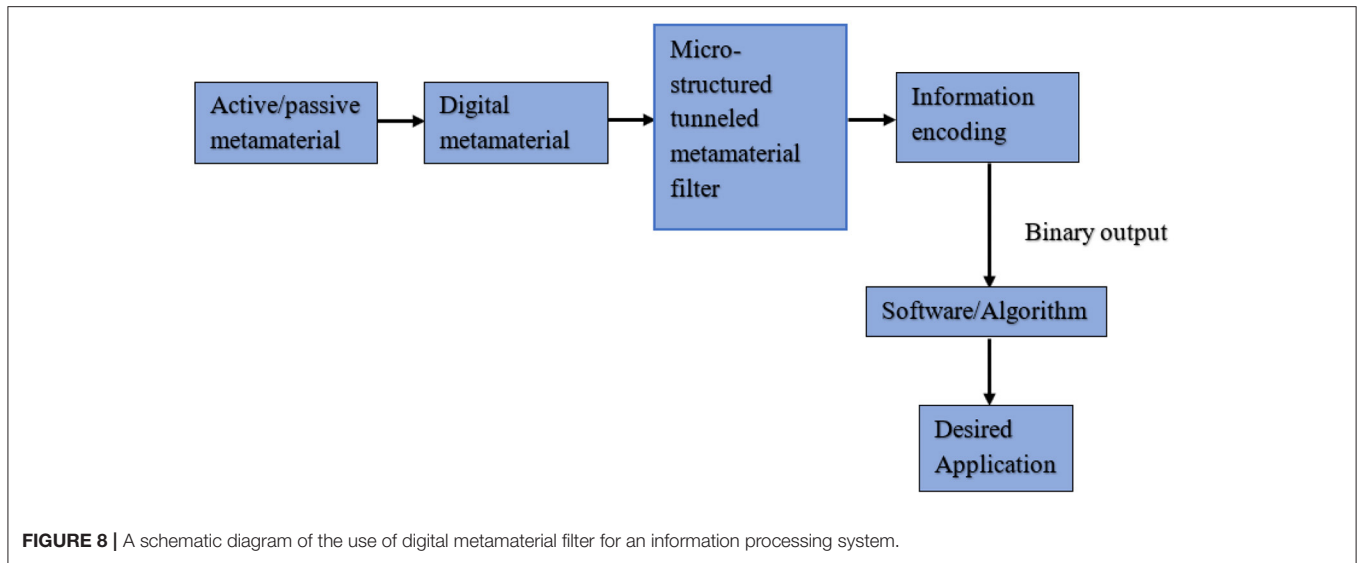 Active/passive
metamaterial
Digital
metamaterial
Micro-
structured
tunneled
metamaterial
filter
Information
encoding
Binary output
Software/Algorithm
Desired
Application
FIGURE 8 | A schematic diagram of the use of digital metamaterial filter for an information processing system.